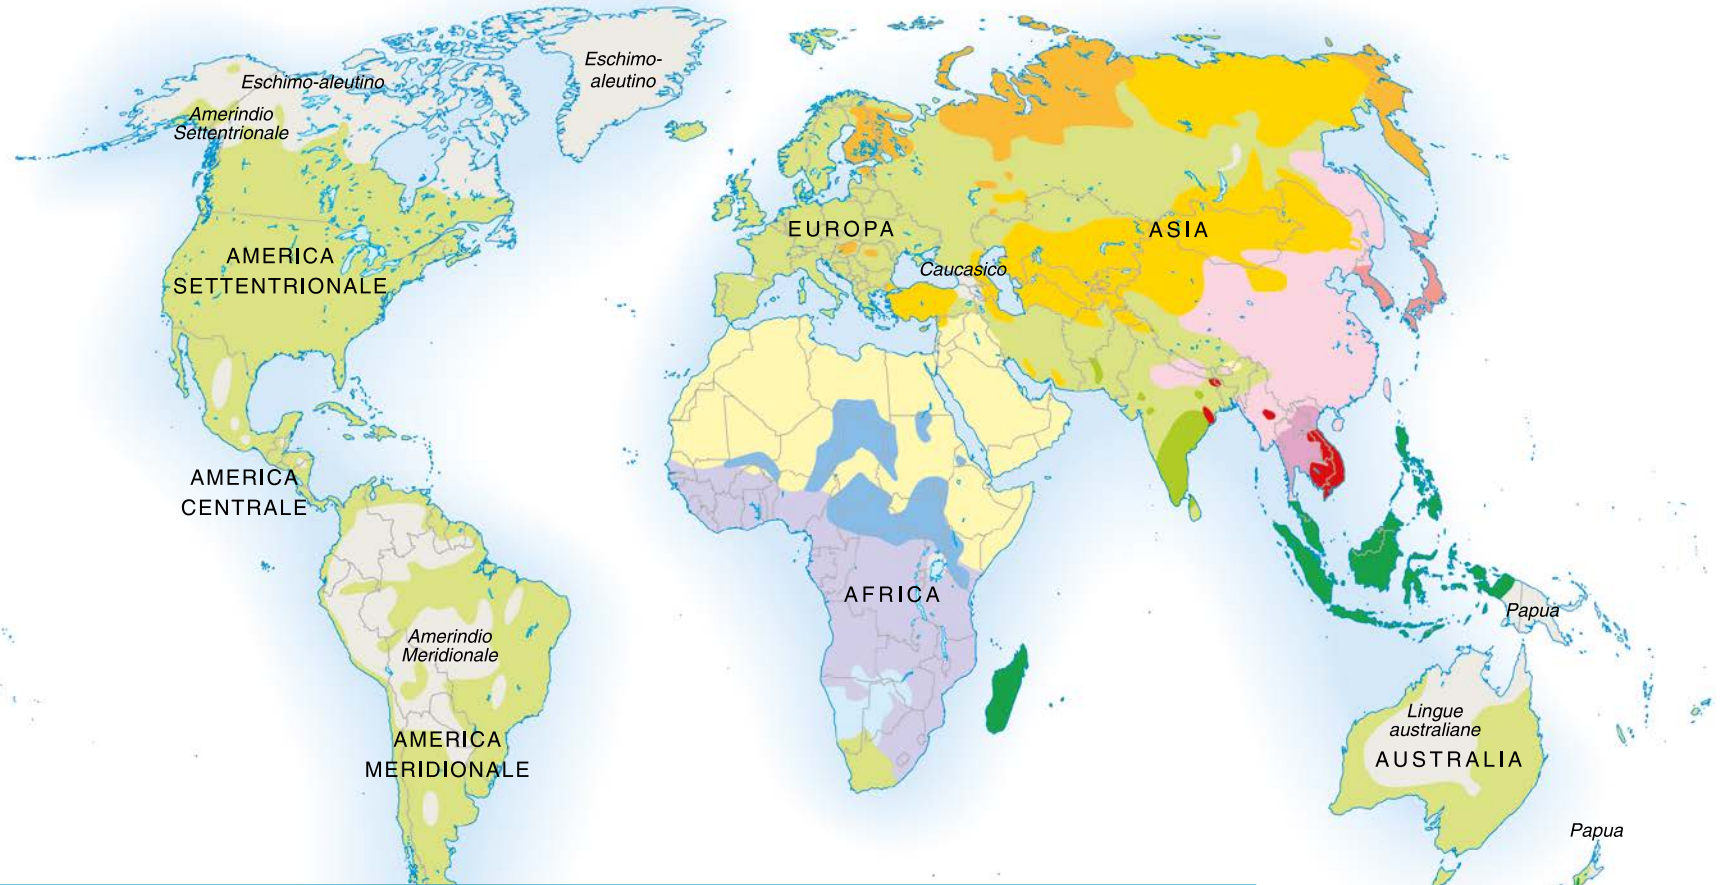 Eschimo-aleutino
Eschimo-
aleutino
Amerindio
Settentrionale
AMERICA
SETTENTRIONALE
EUROPA
ASIA
Caucasico
AMERICA
CENTRALE
AFRICA
Amerindio
Meridionale
AMERICA
MERIDIONALE
Papua
Lingue
australiane
AUSTRALIA
Papua